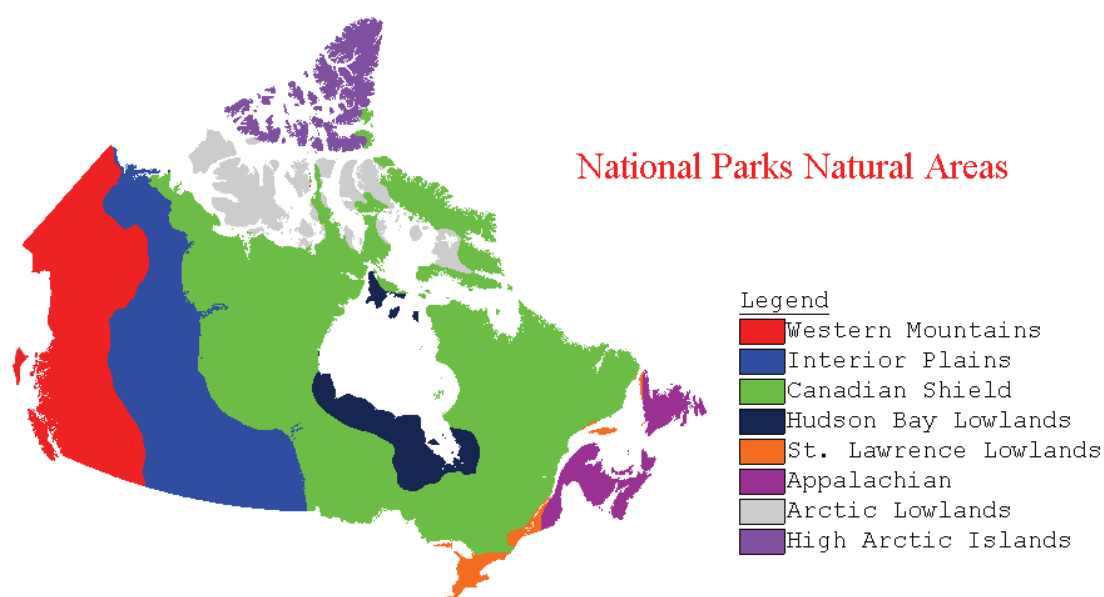 National Parks Natural Areas
Legend
Western Mountains
Interior Plains
Canadian Shield
Hudson Bay Lowlands
St. Lawrence Lowlands
Appalachian
Arctic Lowlands
High Arctic Islands